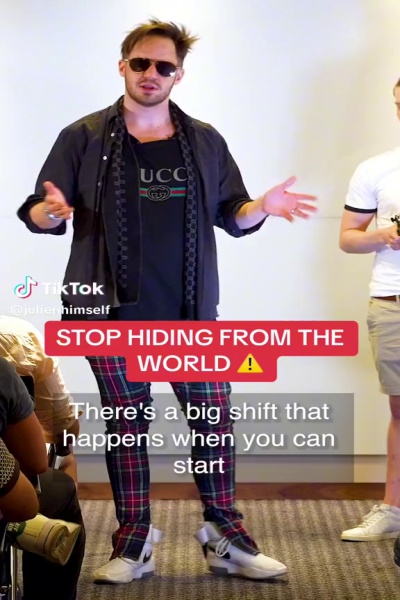 UCC
TikTok
@julienhimself
STOP HIDING FROM THE
WORLD ⚠️
There's a big shift that
happens when you can
start